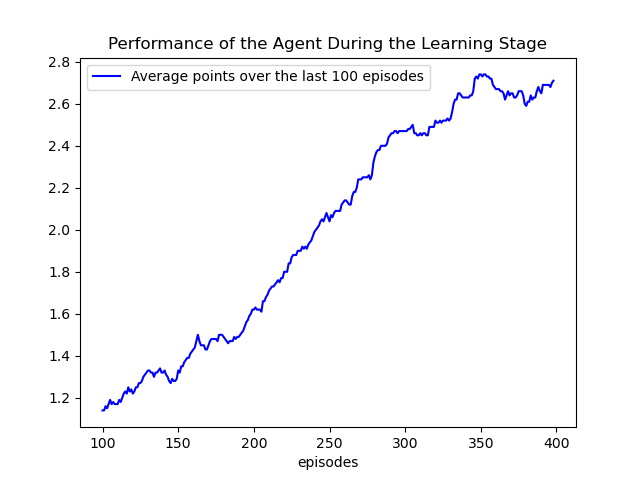 Performance of the Agent During the Learning Stage
Average points over the last 100 episodes
2.8
2.6
2.4
2.2
2.0
1.8
1.6
1.4
1.2
100 150 200 250 300 350 400
episodes